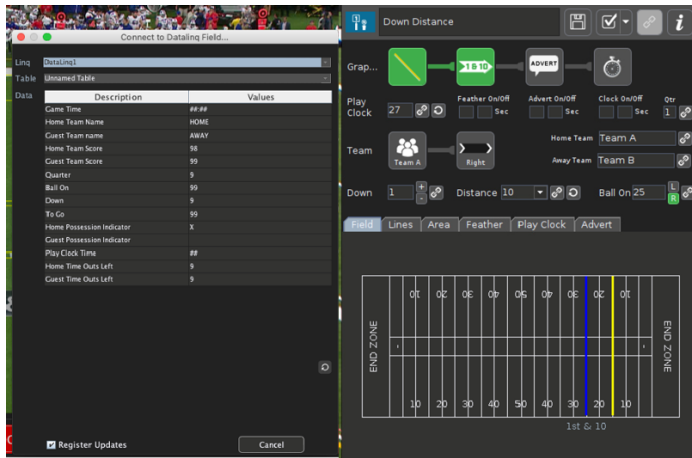 Connect to Datalinq Field...
Linq DataLinq1
Table Unnamed Table
Data Description Values
Game Time ##:##
Home Team Name HOME
Guest Team name AWAY
Home Team Score 98
Guest Team Score 99
Quarter 9
Ball On 99
Down 9
To Go 99
Home Possession Indicator X
Guest Possession Indicator
Play Clock Time ##
Home Time Outs Left 9
Guest Time Outs Left 9
Register Updates Cancel
Down Distance
Grap... 1 & 10 ADVERT
Play Clock 27 Feather On/Off Sec Advert On/Off Sec Clock On/Off Sec Qtr 1
Team Team A Right Home Team Team A
Away Team Team B
Down 1 + - Distance 10 Ball On 25 L R
Field Lines Area Feather Play Clock Advert
10 20 30 40 50 40 30 20 10
END ZONE END ZONE
10 20 30 40 50 40 30 20 10
1st & 10